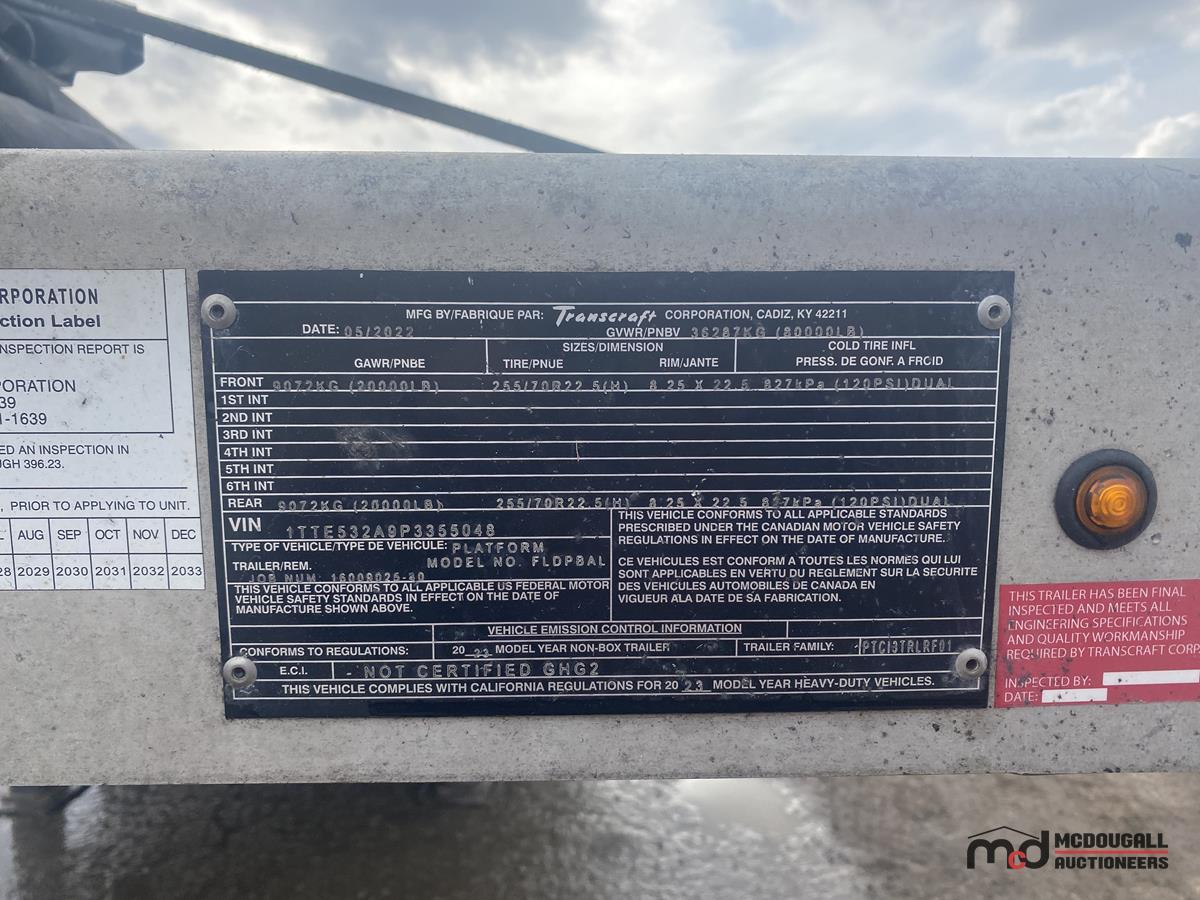 RPORATION
ction Label
INSPECTION REPORT IS
PORATION
39
1-1639
ED AN INSPECTION IN
UGH 396.23.
, PRIOR TO APPLYING TO UNIT.
AUG SEP OCT NOV DEC
28 2029 2030 2031 2032 2033
MFG BY/FABRIQUE PAR: Transcraft CORPORATION, CADIZ, KY 42211
DATE: 05/2022 GVWR/PNBV 36287KG (80000LB)
SIZES/DIMENSION COLD TIRE INFL
GAWR/PNBE TIRE/PNUE RIM/JANTE PRESS. DE GONF. A FRCID
FRONT 9072KG (20000LB) 255/70R22.5(H) 8.25 X 22.5 827kPa (120PSI)DUAL
1ST INT
2ND INT
3RD INT
4TH INT
5TH INT
6TH INT
REAR 9072KG (20000LB) 255/70R22.5(H) 8.25 X 22.5 827kPa (120PSI)DUAL
VIN 1TTE532A9P3355048
TYPE OF VEHICLE/TYPE DE VEHICULE: PLATFORM
TRAILER/REM. MODEL NO. FLDPBAL
JOB NUM: 16009025-80
THIS VEHICLE CONFORMS TO ALL APPLICABLE US FEDERAL MOTOR
VEHICLE SAFETY STANDARDS IN EFFECT ON THE DATE OF
MANUFACTURE SHOWN ABOVE.
THIS VEHICLE CONFORMS TO ALL APPLICABLE STANDARDS
PRESCRIBED UNDER THE CANADIAN MOTOR VEHICLE SAFETY
REGULATIONS IN EFFECT ON THE DATE OF MANUFACTURE.
CE VEHICULES EST CONFORM A TOUTES LES NORMES QUI LUI
SONT APPLICABLES EN VERTU DU REGLEMENT SUR LA SECURITE
DES VEHICULES AUTOMOBILES DE CANADA EN
VIGUEUR ALA DATE DE SA FABRICATION.
VEHICLE EMISSION CONTROL INFORMATION
CONFORMS TO REGULATIONS: 20 23 MODEL YEAR NON-BOX TRAILER TRAILER FAMILY: PTCI3TRLRF01
E.C.I. - NOT CERTIFIED GHG2
THIS VEHICLE COMPLIES WITH CALIFORNIA REGULATIONS FOR 20 23 MODEL YEAR HEAVY-DUTY VEHICLES.
THIS TRAILER HAS BEEN FINAL
INSPECTED AND MEETS ALL
ENGINEFRING SPECIFICATIONS
AND QUALITY WORKMANSHIP
REQUIRED BY TRANSCRAFT CORP.
INSPECTED BY:
DATE:
mcd MCDOUGALL
AUCTIONEERS